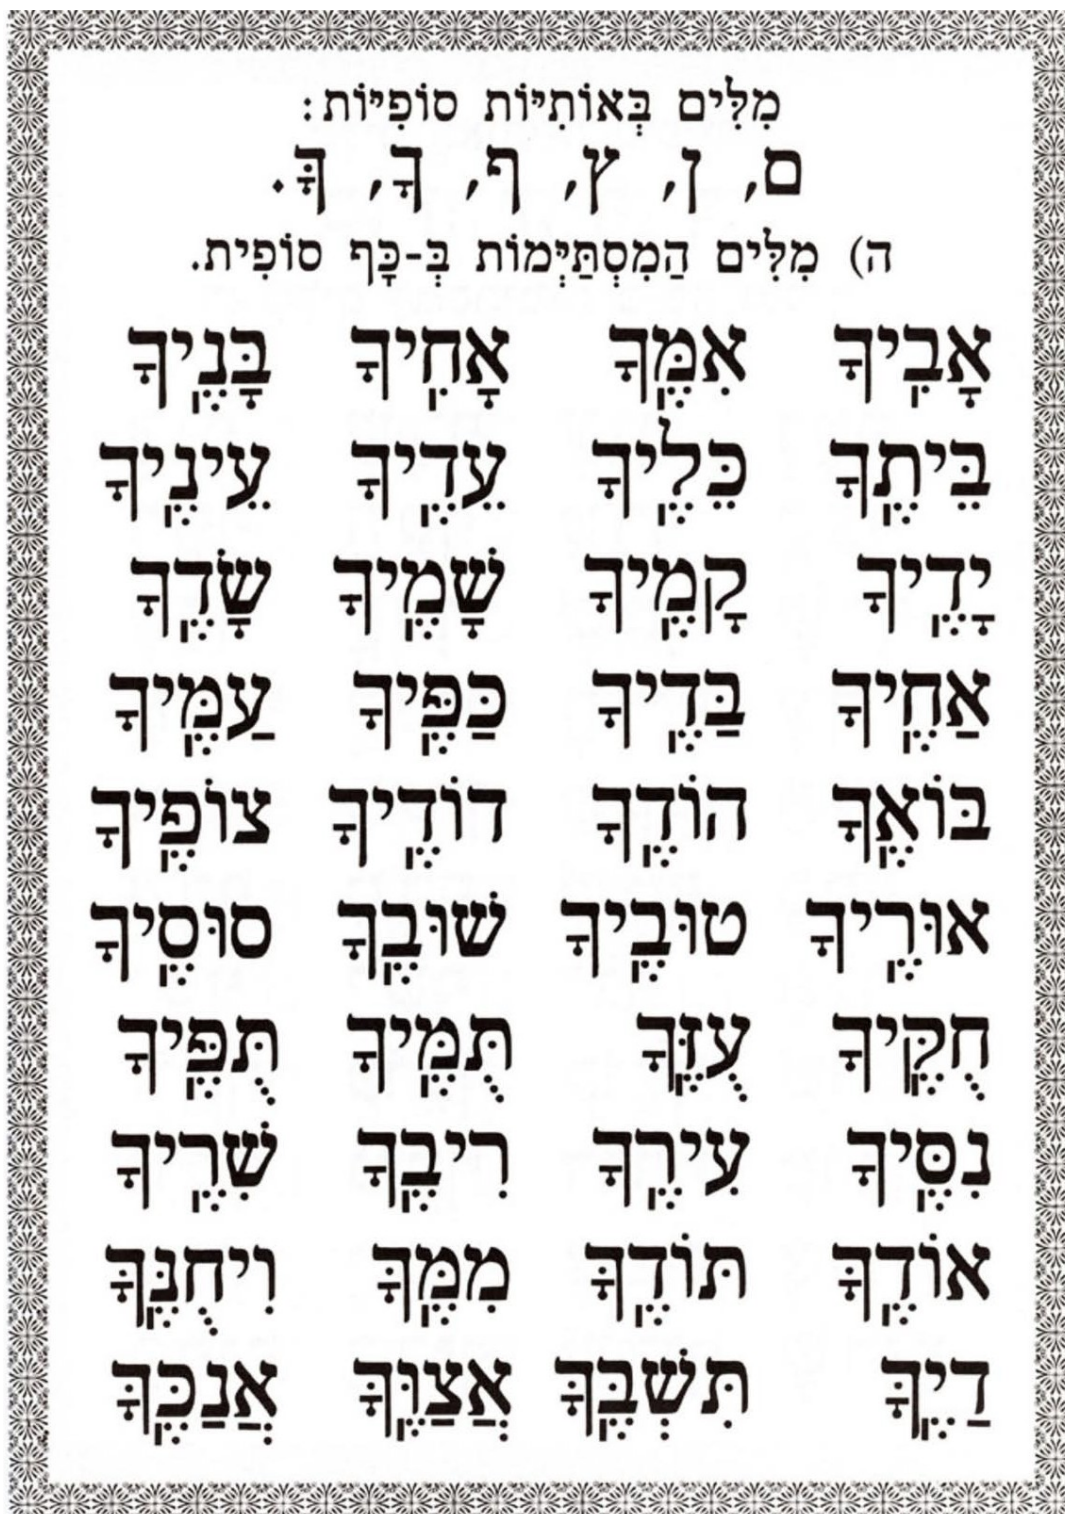 מִלִּים בְּאוֹתִיּוֹת סוֹפִיּוֹת:
ם, ן, ץ, ף, ךָ, ךָּ.
ה) מִלִּים הַמִסְתַּיְּמוֹת בְּ-כָּף סוֹפִית.
אָבִֽיךָ אִמֶּֽךָ אָחִֽיךָ בָּנֶֽיךָ
בֵּיתֶֽךָ כֵּלֶֽיךָ עֵדֶֽיךָ עֵינֶֽיךָ
יָדֶֽיךָ קָמֶֽיךָ שָׁמֶֽיךָ שָׂדֶֽךָ
אַחֶֽיךָ בַּדֶֽיךָ כַּפֶּֽיךָ עַמֶּֽיךָ
בּוֹאֶֽךָ הוֹדֶֽךָ דוֹדֶֽיךָ צוֹפֶֽיךָ
אוּרֶֽיךָ טוּבֶֽיךָ שׁוּבֶֽךָ סוּסֶֽיךָ
חֻקֶּֽיךָ עֻזֶּֽךָ תֻּמֶּֽיךָ תֻּפֶּֽיךָ
נִסֶּֽיךָ עִירֶֽךָ רִיבֶֽךָ שִׁרֶֽיךָ
אוֹדֶֽךָּ תּוֹדֶֽךָּ מִמֶּֽךָּ וִיחֻנֶּֽךָּ
דַיֶֽךָּ תִּשְׁבֶּֽךָּ אֲצַוֶּֽךָּ אֲנַכֶּֽךָּ